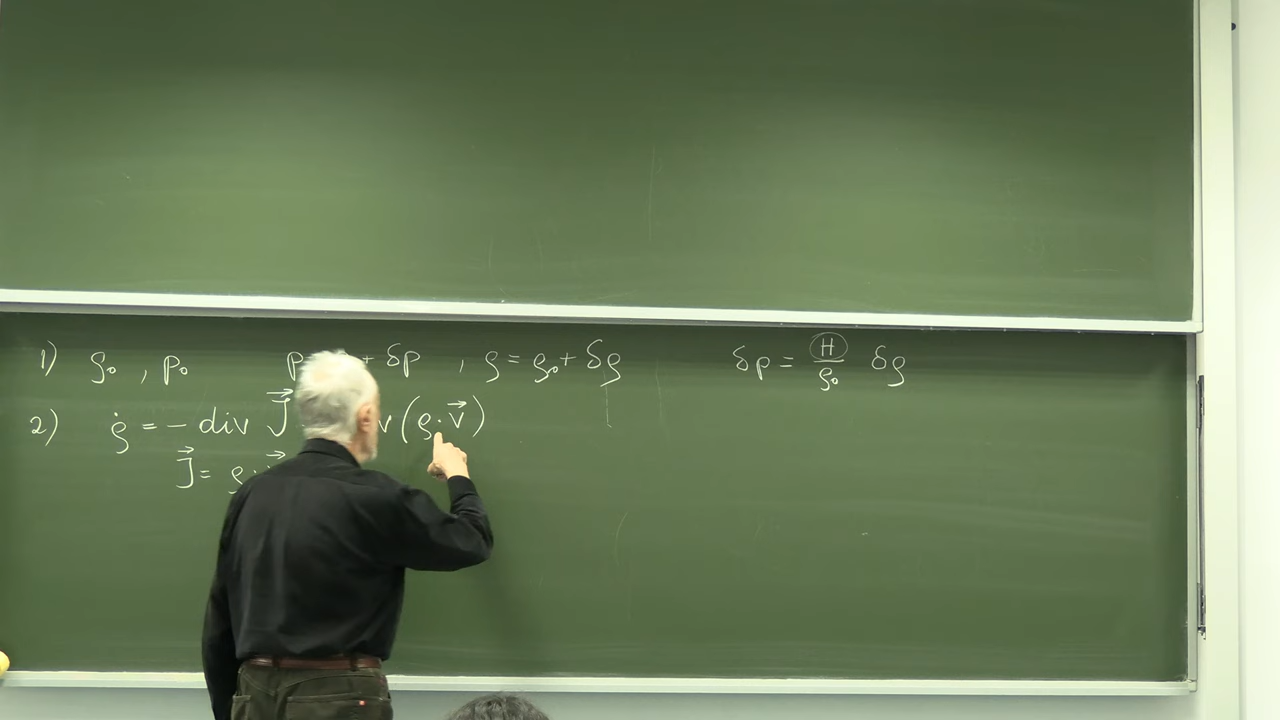 1) ρ₀ , p₀ p + δp , ρ = ρ₀ + δρ δp = H/ρ₀ δρ
2) ρ̇ = - div J⃗ v(ρ·v⃗)
J⃗ = ρ